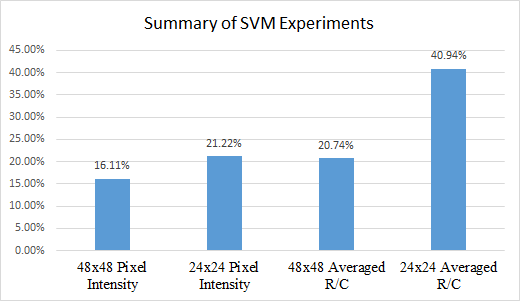 Summary of SVM Experiments
45.00%
40.00%
35.00%
30.00%
25.00%
20.00%
15.00%
10.00%
5.00%
0.00%
16.11%
21.22%
20.74%
40.94%
48x48 Pixel
Intensity
24x24 Pixel
Intensity
48x48 Averaged
R/C
24x24 Averaged
R/C